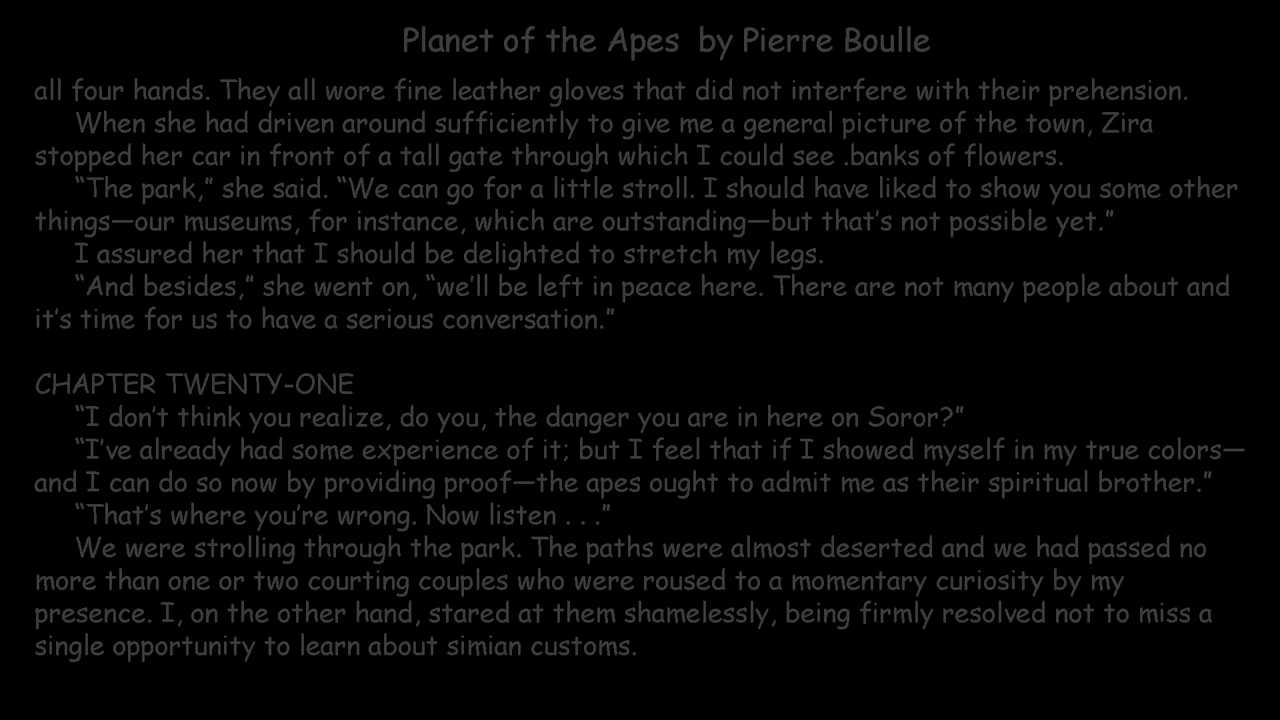 Planet of the Apes  by Pierre Boulle
all four hands. They all wore fine leather gloves that did not interfere with their prehension.
When she had driven around sufficiently to give me a general picture of the town, Zira
stopped her car in front of a tall gate through which I could see .banks of flowers.
“The park,” she said. “We can go for a little stroll. I should have liked to show you some other
things—our museums, for instance, which are outstanding—but that’s not possible yet.”
I assured her that I should be delighted to stretch my legs.
“And besides,” she went on, “we’ll be left in peace here. There are not many people about and
it’s time for us to have a serious conversation.”
CHAPTER TWENTY-ONE
“I don’t think you realize, do you, the danger you are in here on Soror?”
“I’ve already had some experience of it; but I feel that if I showed myself in my true colors—
and I can do so now by providing proof—the apes ought to admit me as their spiritual brother.”
“That’s where you’re wrong. Now listen . . .”
We were strolling through the park. The paths were almost deserted and we had passed no
more than one or two courting couples who were roused to a momentary curiosity by my
presence. I, on the other hand, stared at them shamelessly, being firmly resolved not to miss a
single opportunity to learn about simian customs.